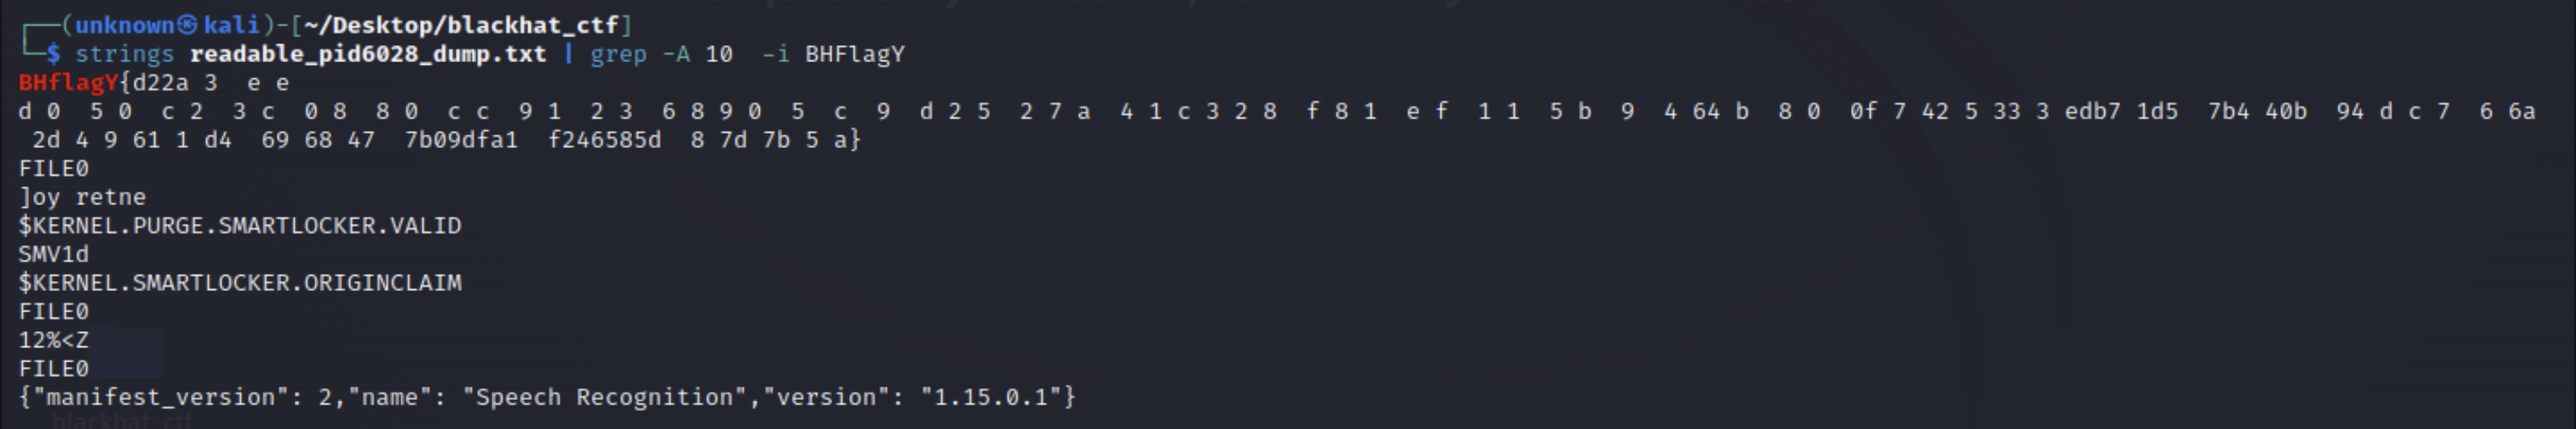 ┌──(unknown㉿kali)-[~/Desktop/blackhat_ctf]
└─$ strings readable_pid6028_dump.txt | grep -A 10  -i BHFlagY
BHflagY{d22a 3  e e
d 0  5 0  c 2  3 c  0 8  8 0  c c  9 1  2 3  6 8 9 0  5  c  9  d 2 5  2 7 a  4 1 c 3 2 8  f 8 1  e f  1 1  5 b  9  4 64 b  8 0  0f 7 42 5 33 3 edb7 1d5  7b4 40b  94 d c 7  6 6a
 2d 4 9 61 1 d4  69 68 47  7b09dfa1  f246585d  8 7d 7b 5 a}
FILE0
]oy retne
$KERNEL.PURGE.SMARTLOCKER.VALID
SMV1d
$KERNEL.SMARTLOCKER.ORIGINCLAIM
FILE0
12%<Z
FILE0
{"manifest_version": 2,"name": "Speech Recognition","version": "1.15.0.1"}
blackhat_ctf